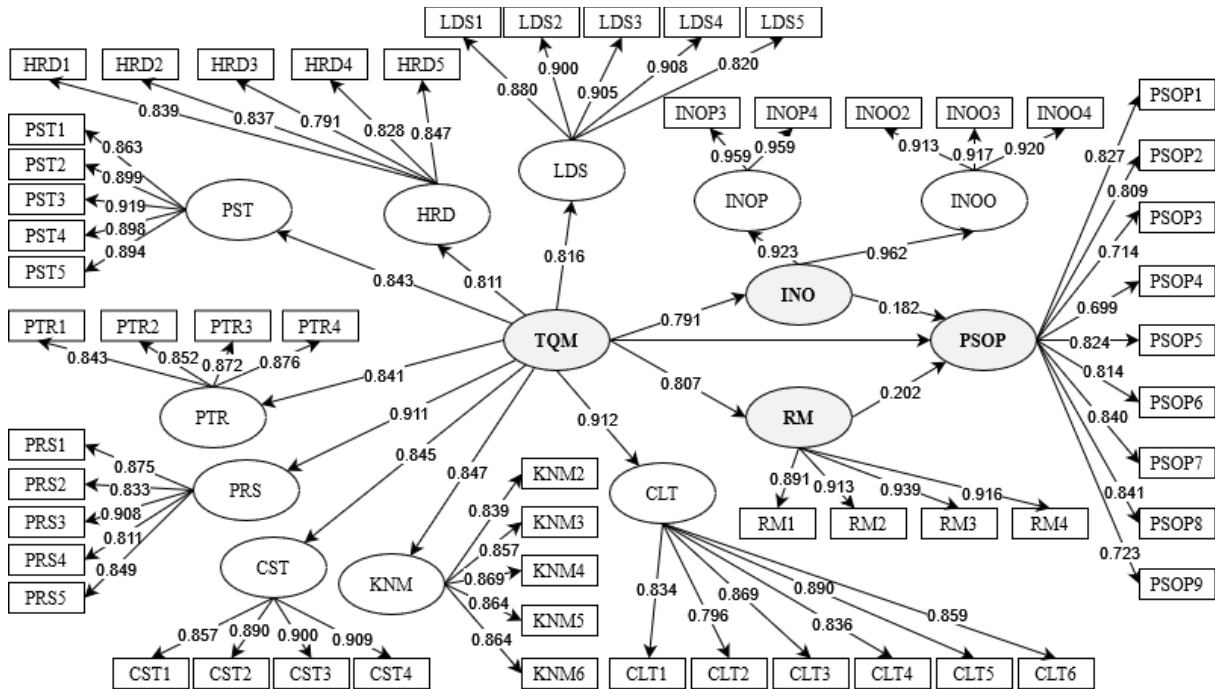 LDS1 LDS2 LDS3 LDS4 LDS5
0.880 0.900 0.905 0.908 0.820
LDS
HRD1 HRD2 HRD3 HRD4 HRD5
0.839 0.837 0.791 0.828 0.847
HRD
PST1
PST2
PST3
PST4
PST5
0.863
0.899
0.919
0.898
0.894
PST
INOP3 INOP4
0.959 0.959
INOP
INOO2 INOO3 INOO4
0.913 0.917 0.920
INOO
0.923 0.962
INO
0.843 0.811 0.816
TQM
0.791 0.182
0.807 0.202
RM
PSOP
PSOP1
PSOP2
PSOP3
PSOP4
PSOP5
PSOP6
PSOP7
PSOP8
PSOP9
0.827
0.809
0.714
0.699
0.824
0.814
0.840
0.841
0.723
PTR1 PTR2 PTR3 PTR4
0.843 0.852 0.872 0.876
PTR
0.841
0.911
0.845
0.847
0.912
PRS1
PRS2
PRS3
PRS4
PRS5
0.875
0.833
0.908
0.811
0.849
PRS
CST
0.857 0.890 0.900 0.909
CST1 CST2 CST3 CST4
KNM
0.839
0.857
0.869
0.864
0.864
KNM2
KNM3
KNM4
KNM5
KNM6
CLT
0.834 0.796 0.869 0.836 0.890 0.859
CLT1 CLT2 CLT3 CLT4 CLT5 CLT6
0.891 0.913 0.939 0.916
RM1 RM2 RM3 RM4